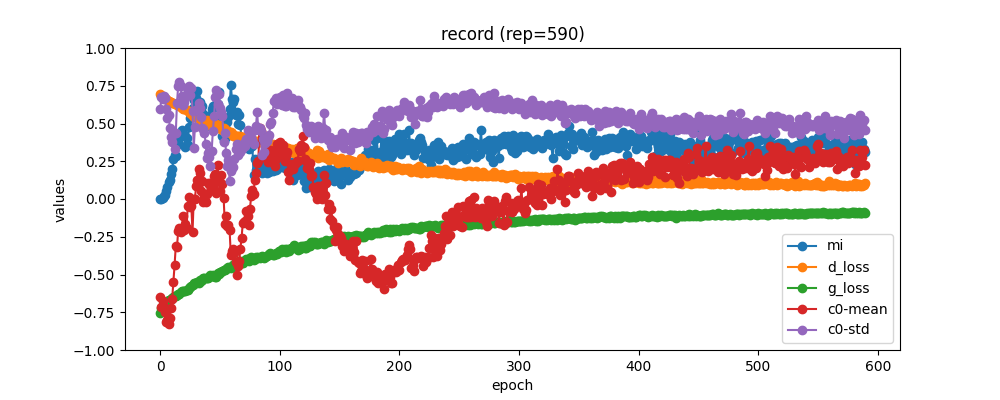 record (rep=590)
1.00
0.75
0.50
0.25
0.00
−0.25
−0.50
−0.75
−1.00
values
0 100 200 300 400 500 600
epoch
mi
d_loss
g_loss
c0-mean
c0-std